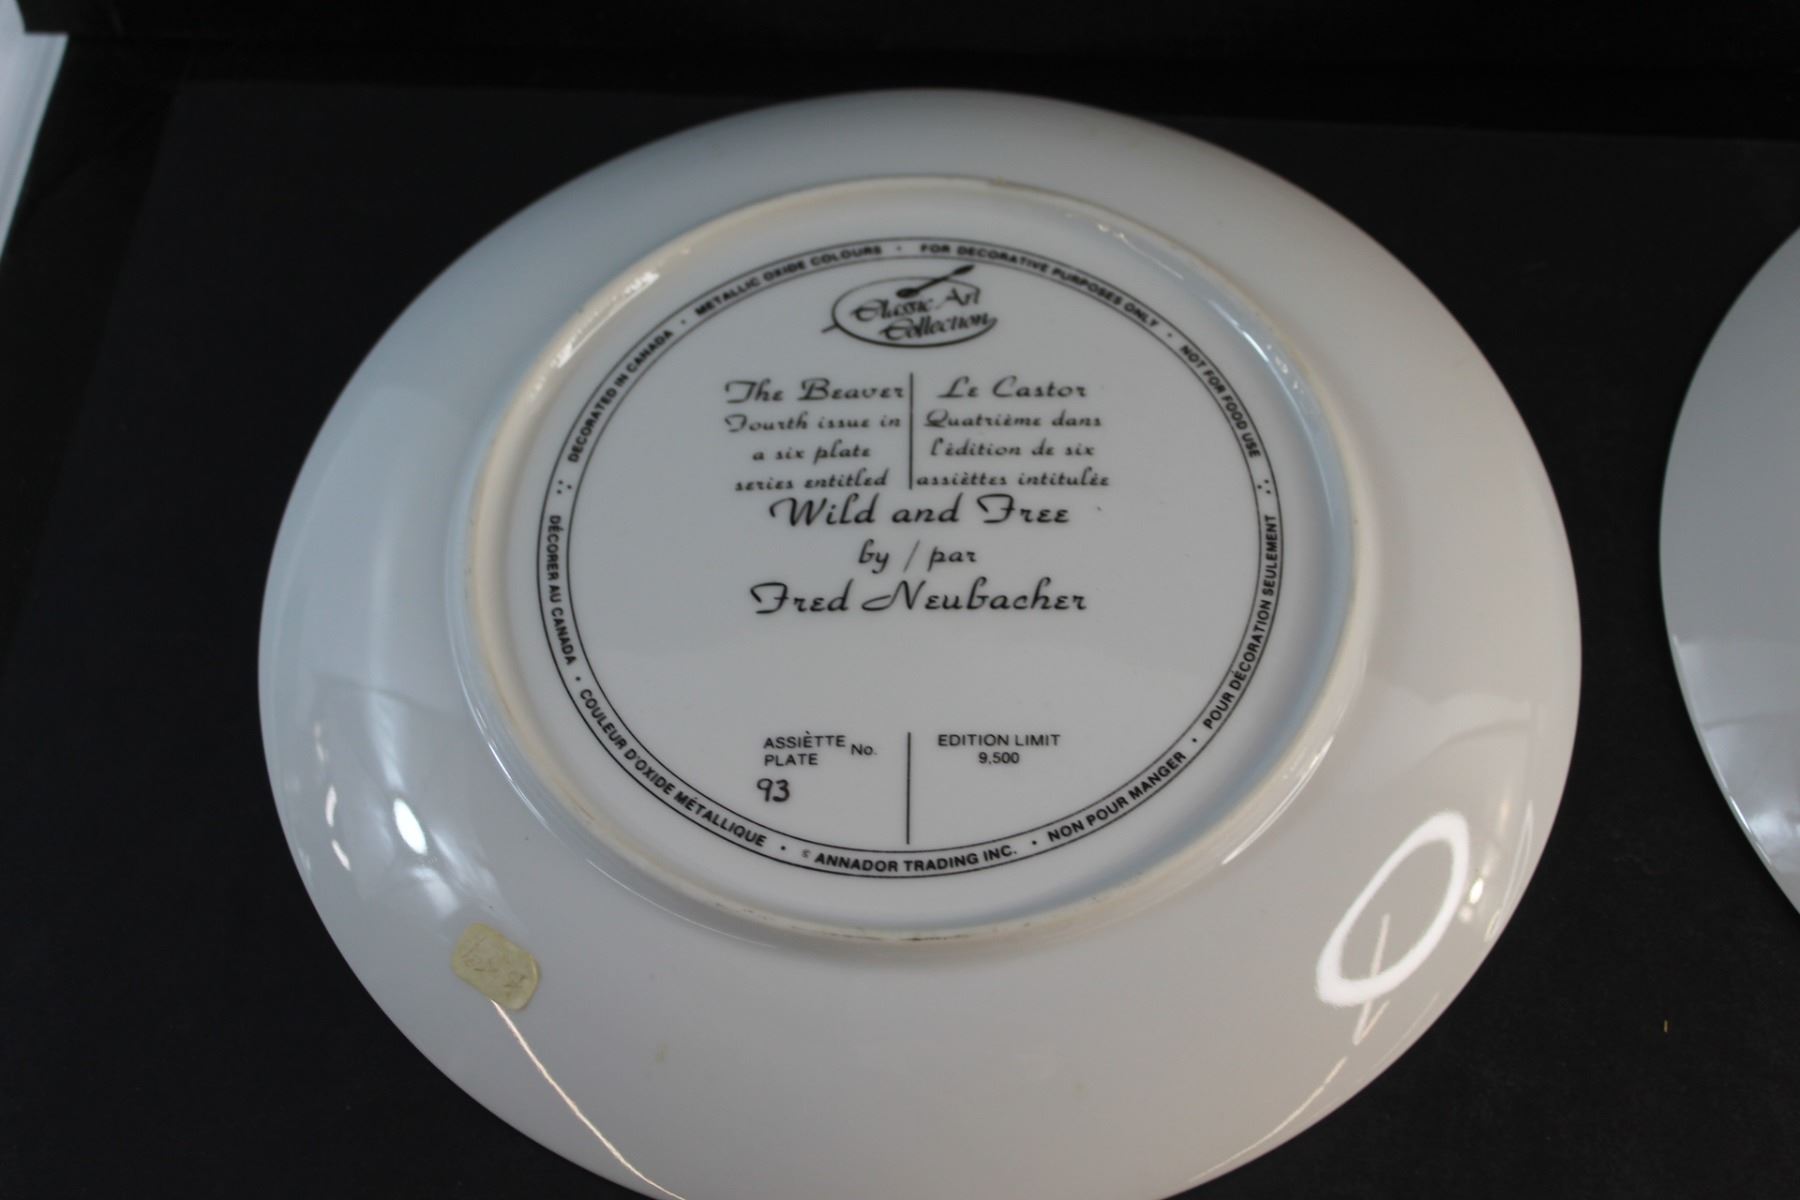 DECORATED IN CANADA · METALLIC OXIDE COLOURS · FOR DECORATIVE PURPOSES ONLY · NOT FOR FOOD USE
Classic Art
Collection
The Beaver
Fourth issue in
a six plate
series entitled
Le Castor
Quatrième dans
l'édition de six
assièttes intitulée
Wild and Free
by / par
Fred Neubacher
ASSIÈTTE No.
PLATE
93
EDITION LIMIT
9,500
DÉCORER AU CANADA · COULEUR D'OXIDE MÉTALLIQUE · © ANNADOR TRADING INC. · NON POUR MANGER · POUR DÉCORATION SEULEMENT